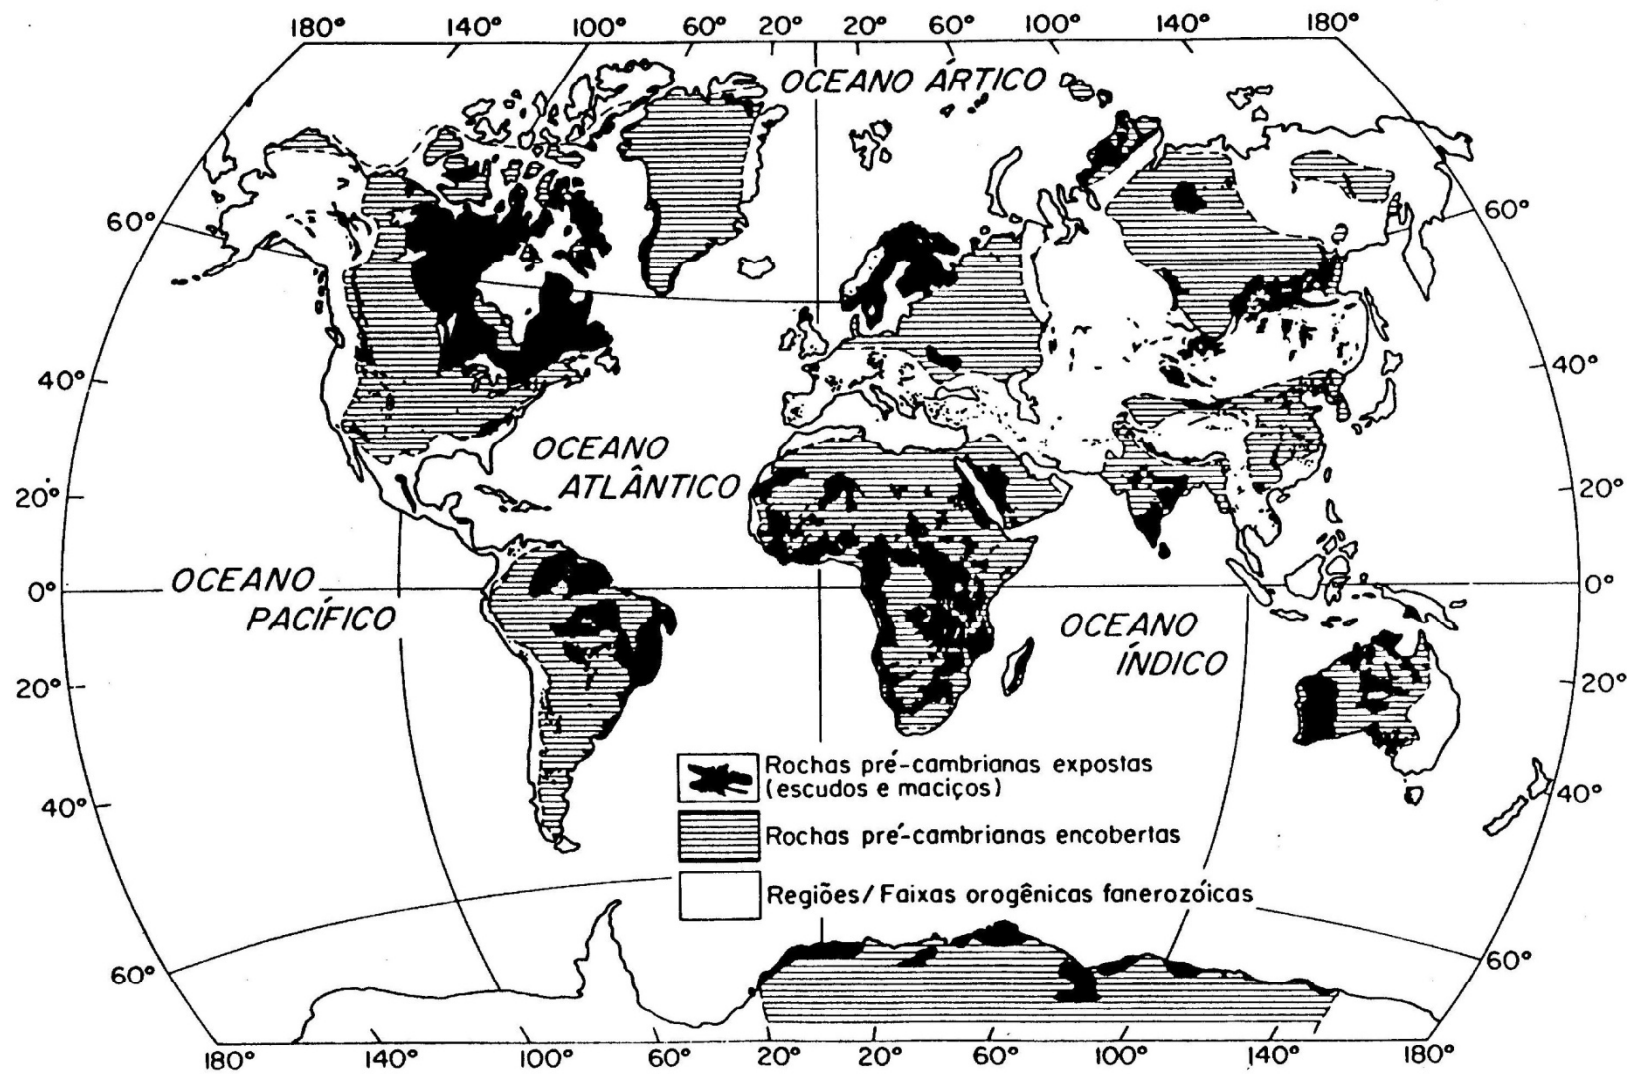 180° 140° 100° 60° 20° 20° 60° 100° 140° 180°
OCEANO ÁRTICO
60° 60°
40° 40°
OCEANO
ATLÂNTICO
20° 20°
OCEANO
PACÍFICO
0° 0°
OCEANO
ÍNDICO
20° 20°
Rochas pré-cambrianas expostas
(escudos e maciços)
40° 40°
Rochas pré-cambrianas encobertas
Regiões/Faixas orogênicas fanerozóicas
60° 60°
180° 140° 100° 60° 20° 20° 60° 100° 140° 180°